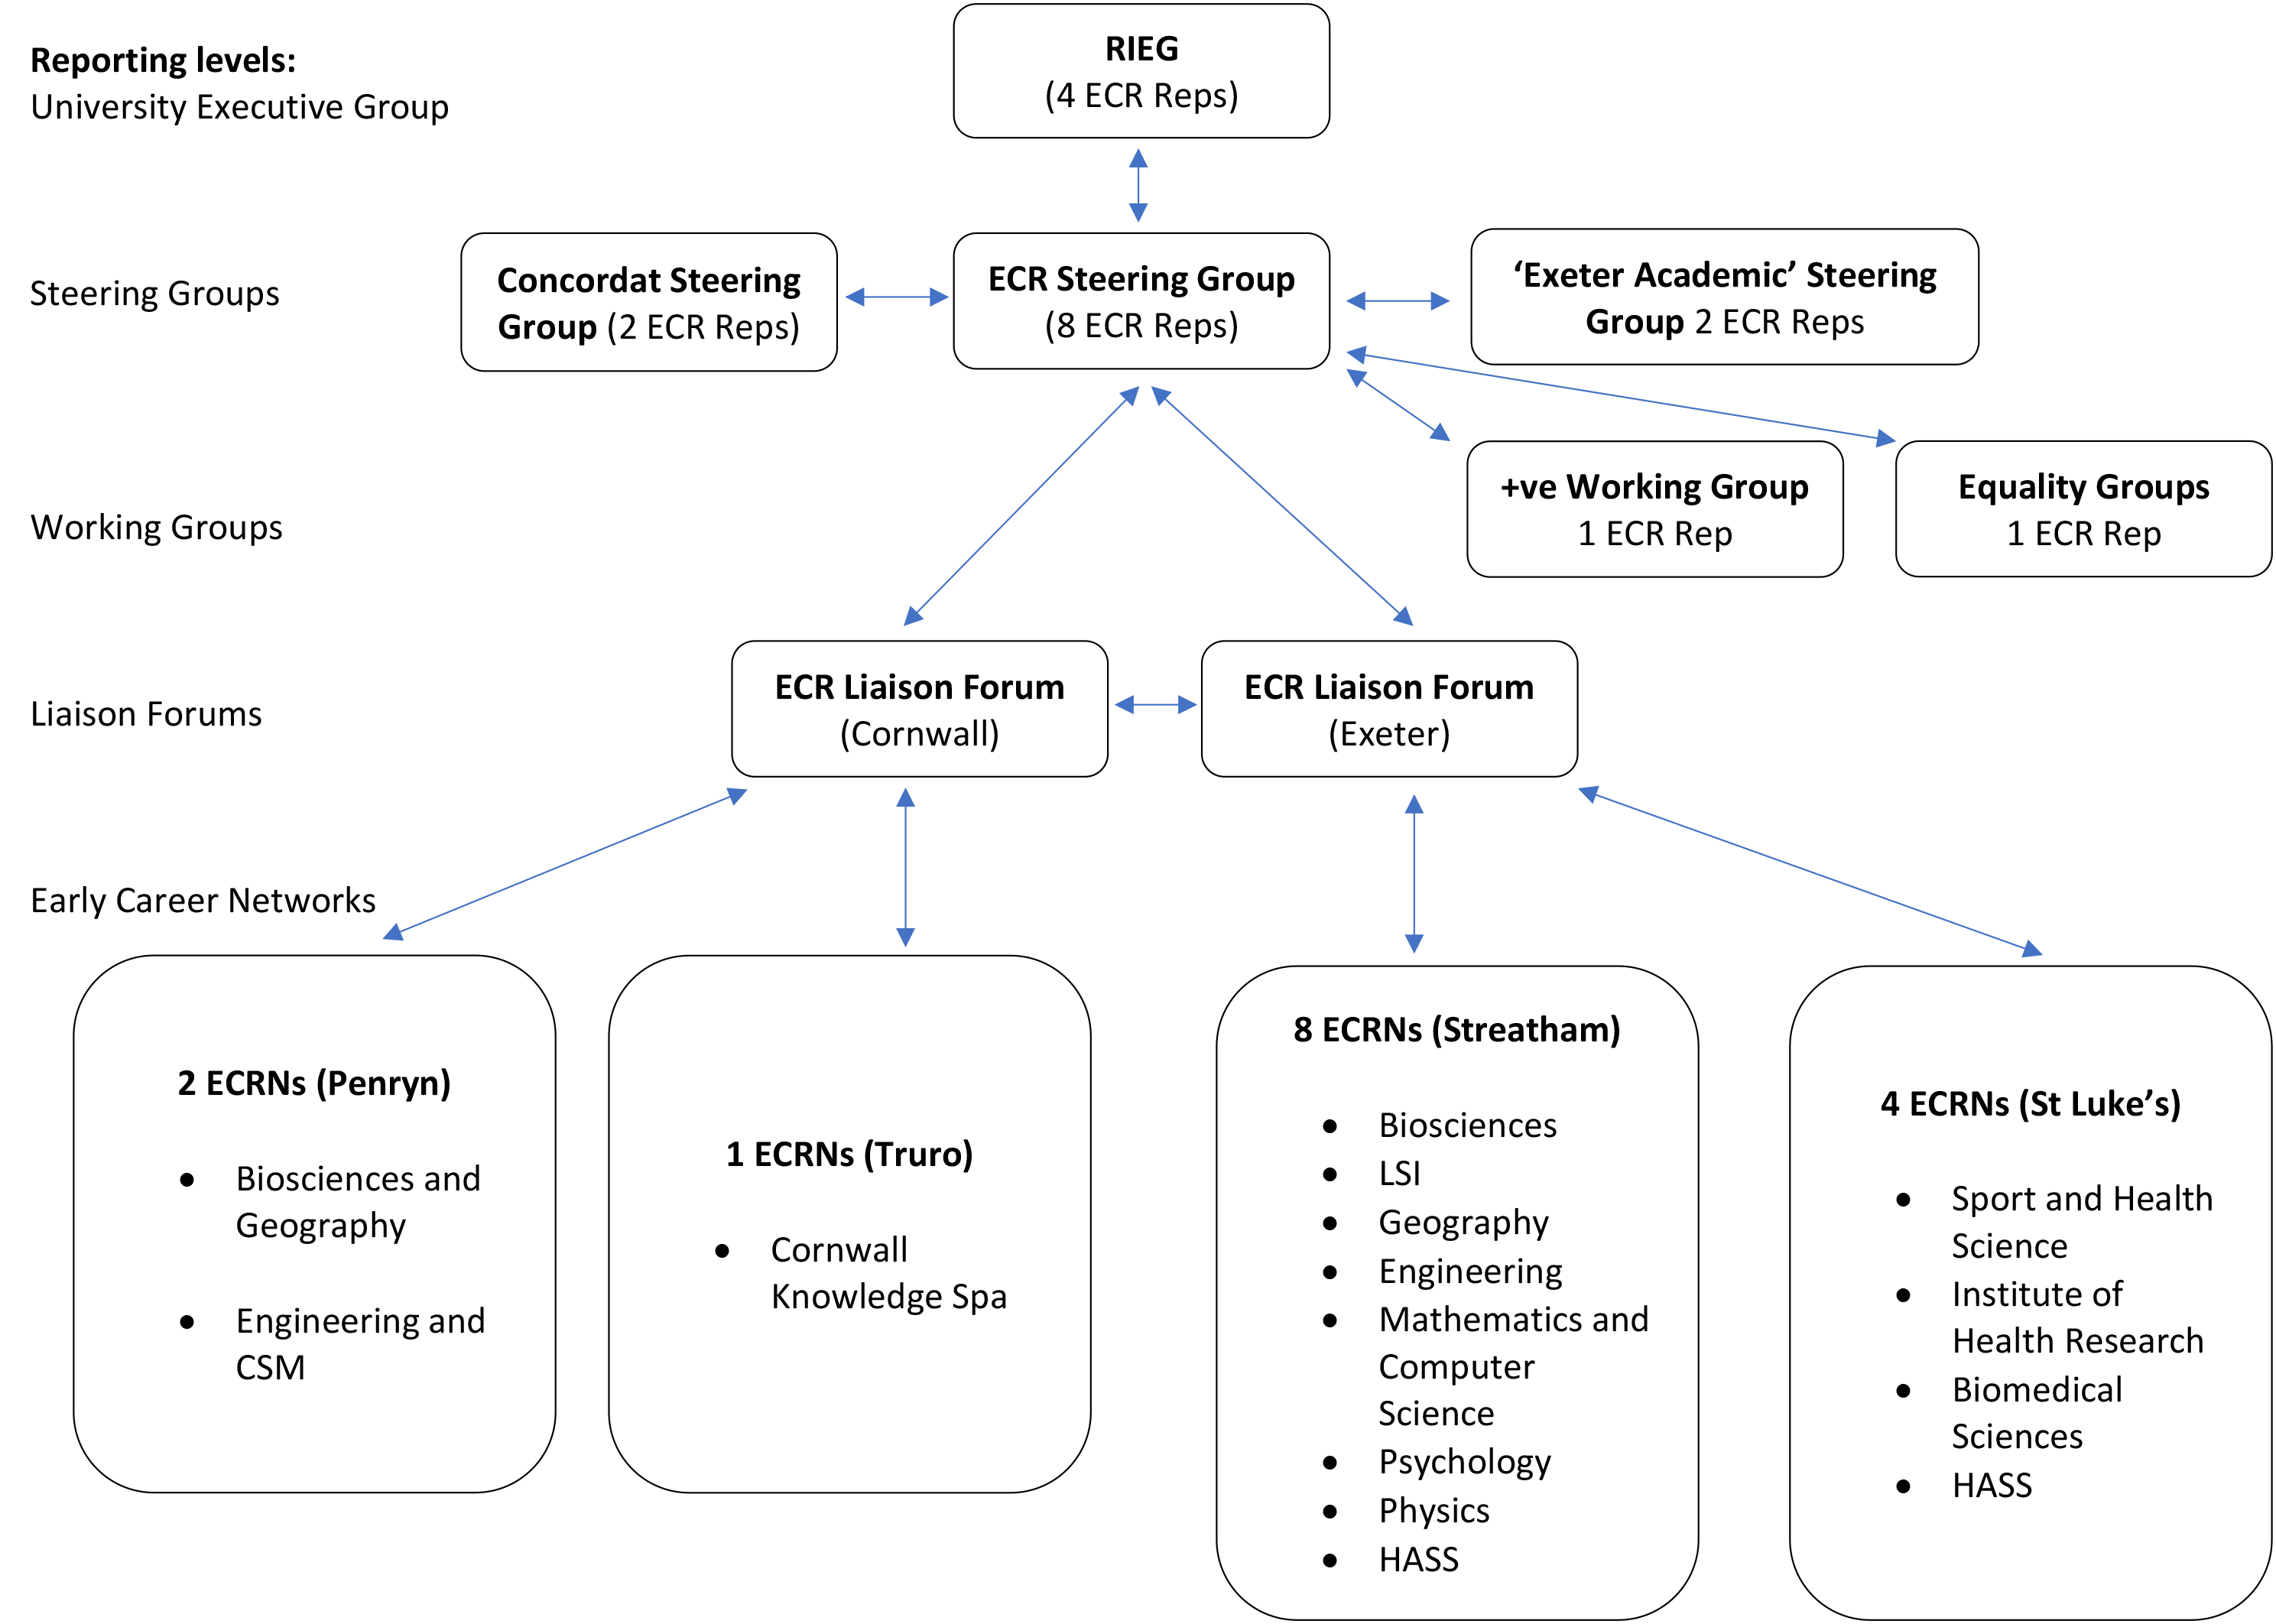 Reporting levels:
University Executive Group
RIEG
(4 ECR Reps)
Steering Groups
Concordat Steering
Group (2 ECR Reps)
ECR Steering Group
(8 ECR Reps)
‘Exeter Academic’ Steering
Group 2 ECR Reps
Working Groups
+ve Working Group
1 ECR Rep
Equality Groups
1 ECR Rep
Liaison Forums
ECR Liaison Forum
(Cornwall)
ECR Liaison Forum
(Exeter)
Early Career Networks
2 ECRNs (Penryn)
• Biosciences and
Geography
• Engineering and
CSM
1 ECRNs (Truro)
• Cornwall
Knowledge Spa
8 ECRNs (Streatham)
• Biosciences
• LSI
• Geography
• Engineering
• Mathematics and
Computer
Science
• Psychology
• Physics
• HASS
4 ECRNs (St Luke’s)
• Sport and Health
Science
• Institute of
Health Research
• Biomedical
Sciences
• HASS